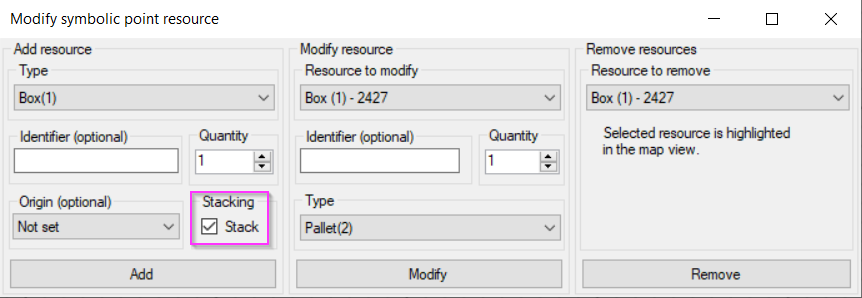 Modify symbolic point resource
Add resource
Type
Box(1)
Identifier (optional)
Quantity
1
Origin (optional)
Not set
Stacking
Stack
Add
Modify resource
Resource to modify
Box (1) - 2427
Identifier (optional)
Quantity
1
Type
Pallet(2)
Modify
Remove resources
Resource to remove
Box (1) - 2427
Selected resource is highlighted
in the map view.
Remove